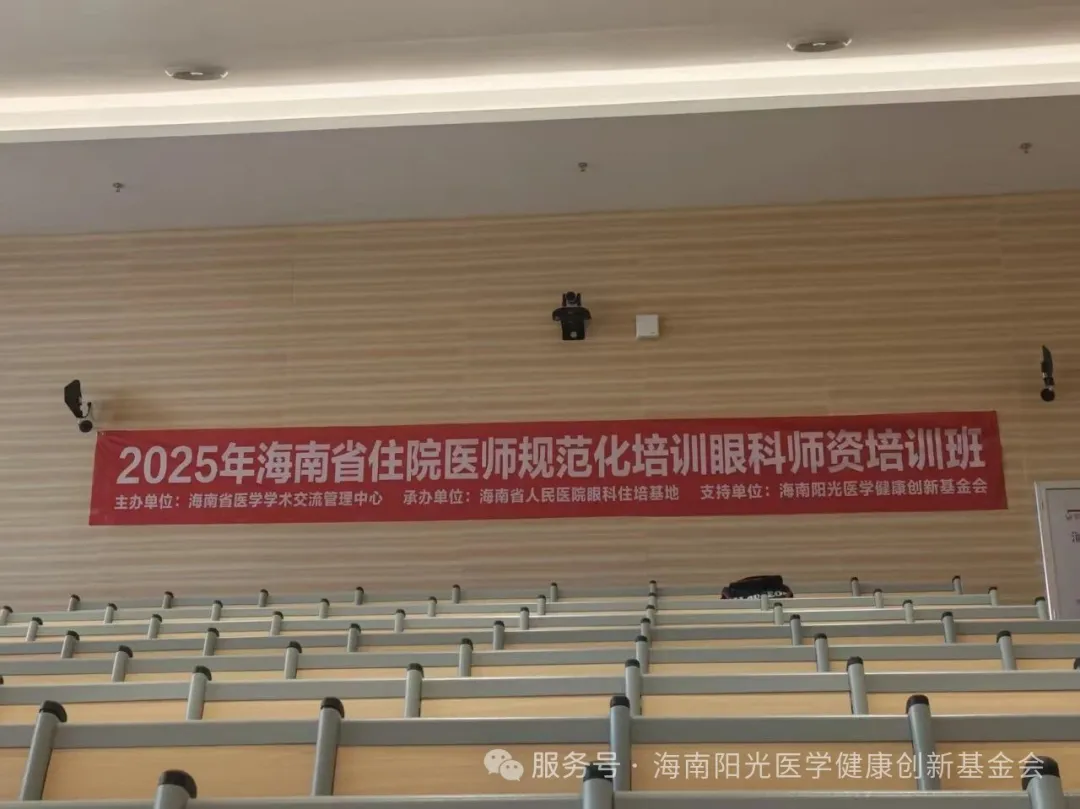 2025年海南省住院医师规范化培训眼科师资培训班
主办单位：海南省医学学术交流管理中心 承办单位：海南省人民医院眼科住培基地 支持单位：海南阳光医学健康创新基金会
服务号·海南阳光医学健康创新基金会